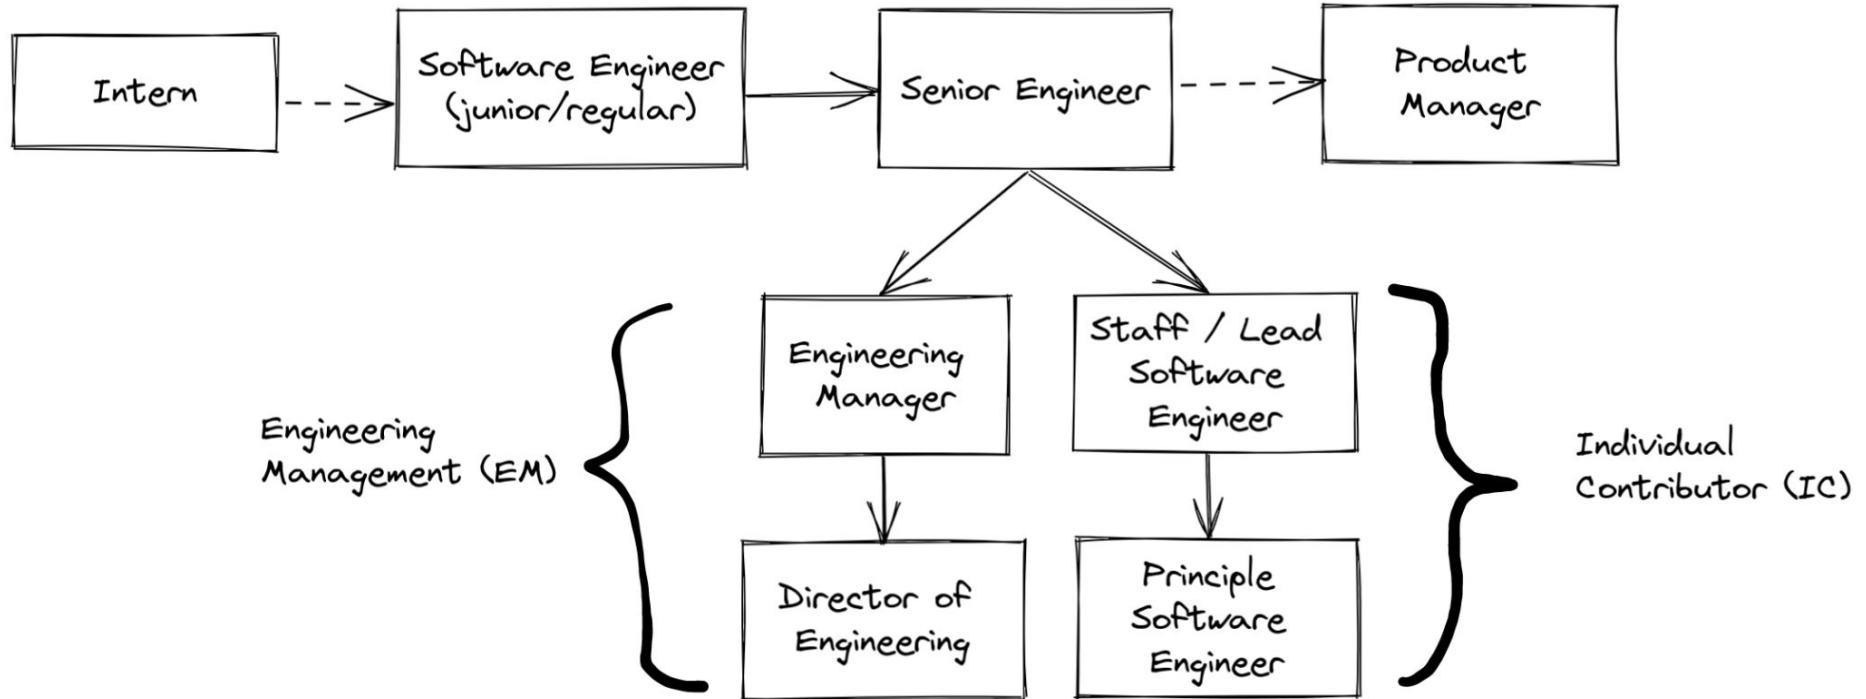 Intern
Software Engineer
(junior/regular)
Senior Engineer
Product
Manager
Engineering
Management (EM)
Engineering
Manager
Staff / Lead
Software
Engineer
Individual
Contributor (IC)
Director of
Engineering
Principle
Software
Engineer